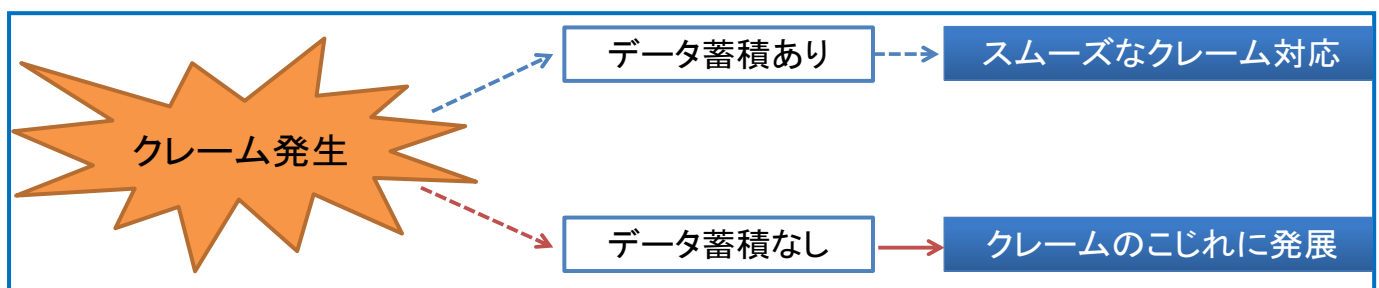 クレーム発生
データ蓄積あり
スムーズなクレーム対応
データ蓄積なし
クレームのこじれに発展